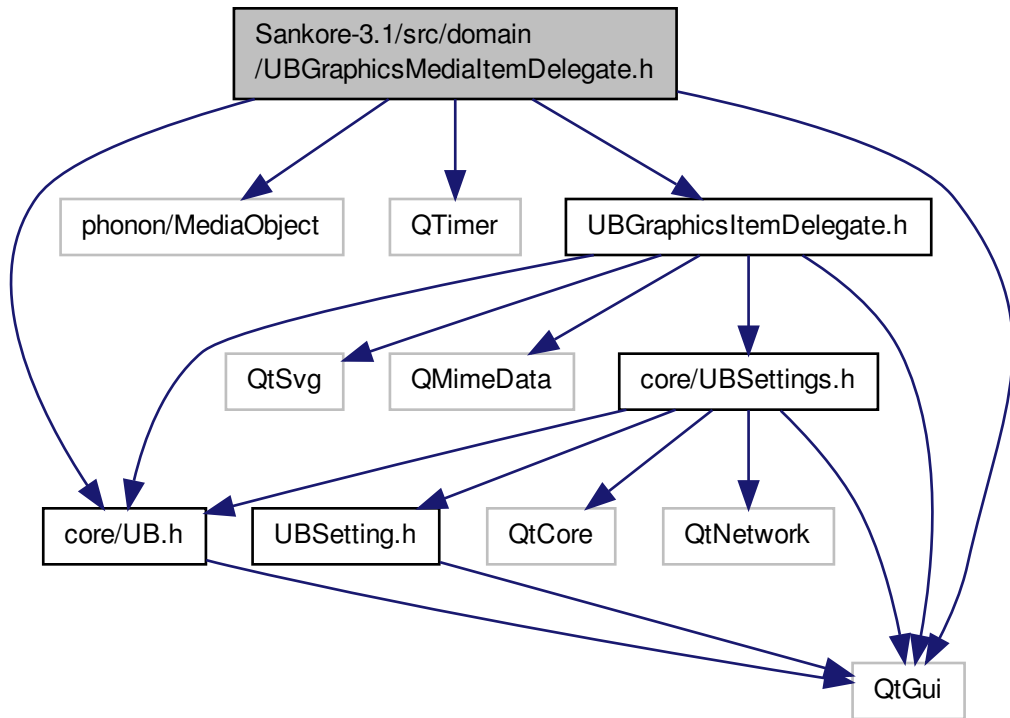 Sankore-3.1/src/domain
/UBGraphicsMediaItemDelegate.h
phonon/MediaObject
QTimer
UBGraphicsItemDelegate.h
QtSvg
QMimeData
core/UBSettings.h
core/UB.h
UBSetting.h
QtCore
QtNetwork
QtGui